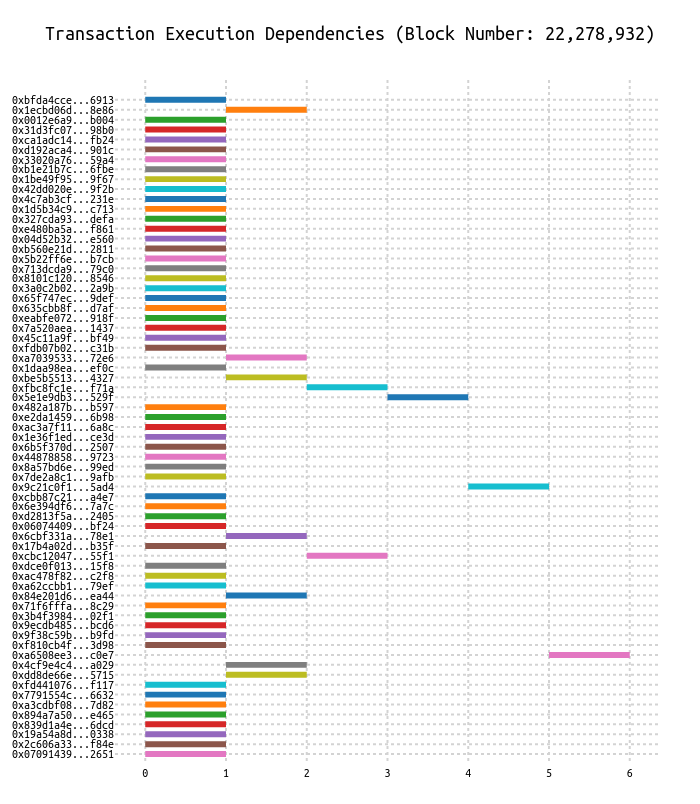 Transaction Execution Dependencies (Block Number: 22,278,932)
0xbfda4cce...6913
0x1ecbd06d...8e86
0x0012e6a9...b004
0x31d3fc07...98b0
0xca1adc14...fb24
0xd192aca4...901c
0x33020a76...59a4
0xb1e21b7c...6fbe
0x1be49f95...9f67
0x42dd020e...9f2b
0x4c7ab3cf...231e
0x1d5b34c9...c713
0x327cda93...defa
0xe480ba5a...f861
0x04d52b32...e560
0xb560e21d...2811
0x5b22ff6e...b7cb
0x713dcda9...79c0
0x8101c120...8546
0x3a0c2b02...2a9b
0x65f747ec...9def
0x635cbb8f...d7af
0xeabfe072...918f
0x7a520aea...1437
0x45c11a9f...bf49
0xfdb07b02...c31b
0xa7039533...72e6
0x1daa98ea...ef0c
0xbe5b5513...4327
0xfbc8fc1e...f71a
0x5e1e9db3...529f
0x482a187b...b597
0xe2da1459...6b98
0xac3a7f11...6a8c
0x1e36f1ed...ce3d
0x6b5f370d...2507
0x44878858...9723
0x8a57bd6e...99ed
0x7de2a8c1...9afb
0x9c21c0f1...5ad4
0xcbb87c21...a4e7
0x6e394df6...7a7c
0xd2813f5a...2405
0x06074409...bf24
0x6cbf331a...78e1
0x17b4a02d...b35f
0xcbc12047...55f1
0xdce0f013...15f8
0xac478f82...c2f8
0xa62ccbb1...79ef
0x84e201d6...ea44
0x71f6fffa...8c29
0x3b4f3984...02f1
0x9ecdb485...bcd6
0x9f38c59b...b9fd
0xf810cb4f...3d98
0xa6508ee3...c0e7
0x4cf9e4c4...a029
0xdd8de66e...5715
0xfd441076...f117
0x7791554c...6632
0xa3cdbf08...7d82
0x894a7a50...e465
0x839d1a4e...6dcd
0x19a54a8d...0338
0x2c606a33...f84e
0x07091439...2651
0 1 2 3 4 5 6